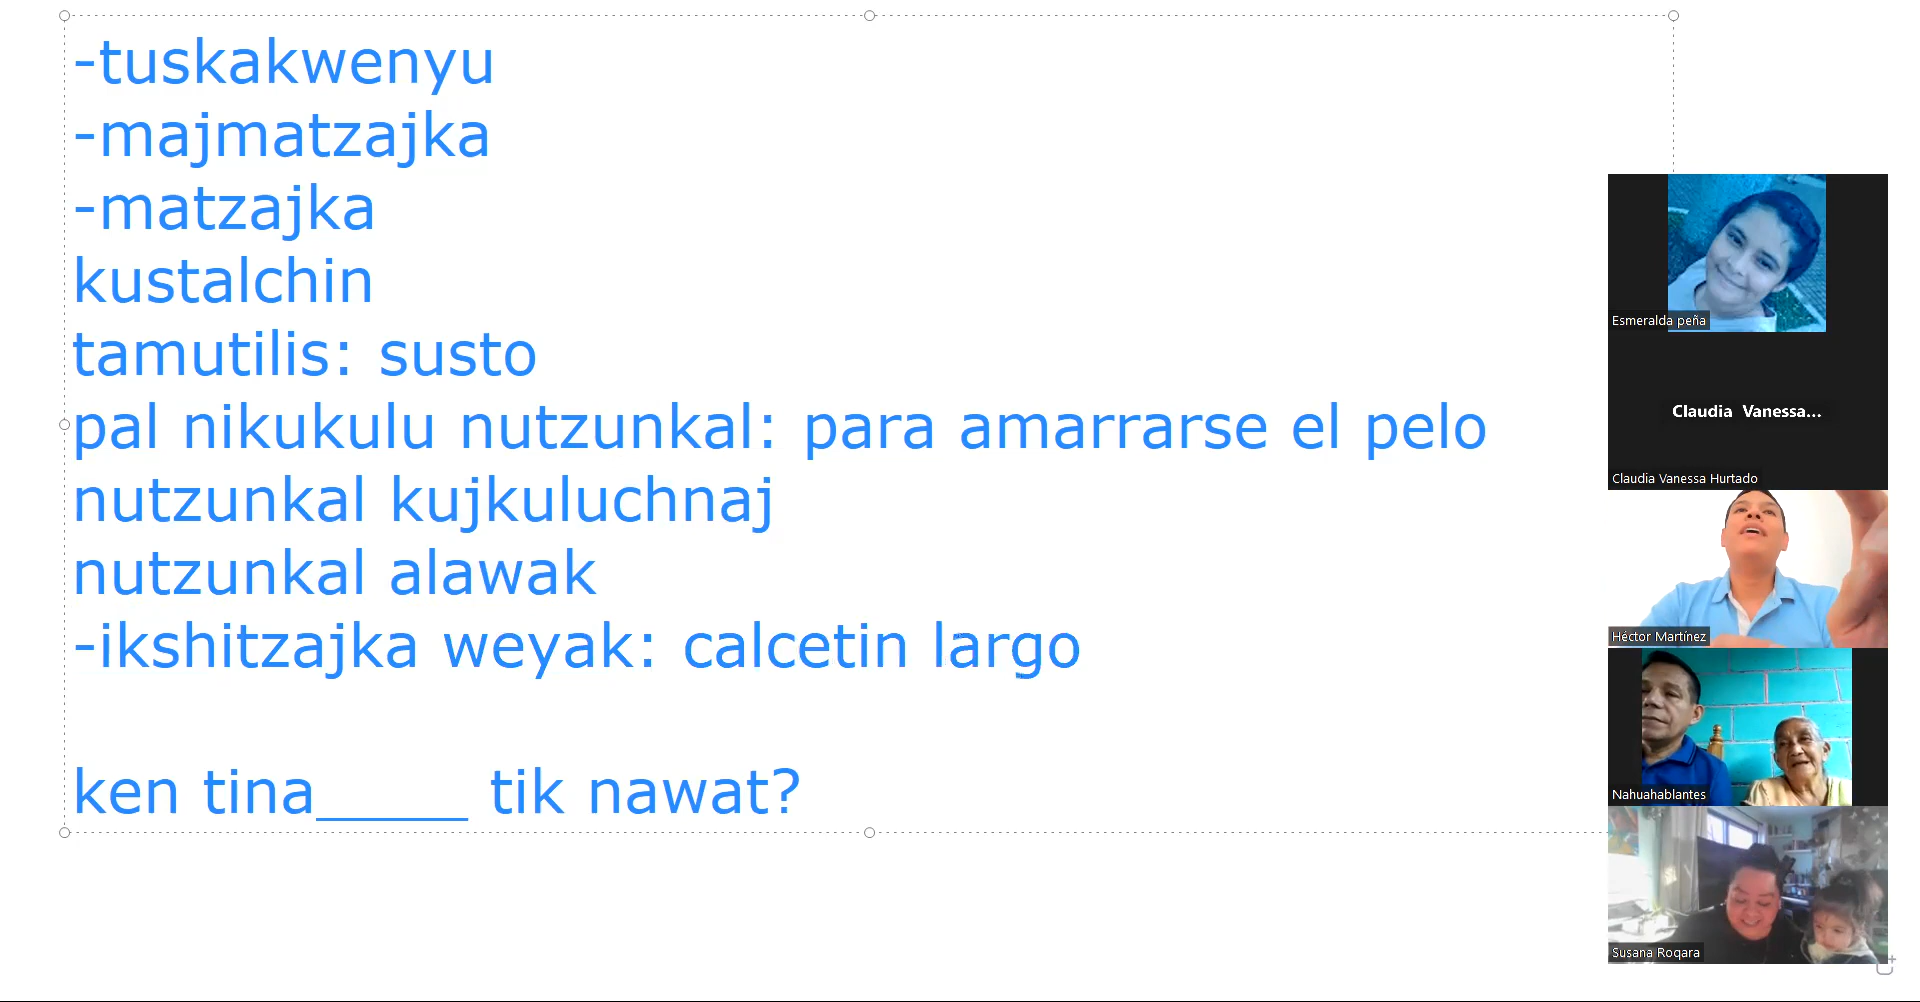 -tuskakwenyu
-majmatzajka
-matzajka
kustalchin
tamutilis: susto
pal nikukulu nutzunkal: para amarrarse el pelo
nutzunkal kujkuluchnaj
nutzunkal alawak
-ikshitzajka weyak: calcetin largo
ken tina_____ tik nawat?
Esmeralda peña
Claudia Vanessa...
Claudia Vanessa Hurtado
Héctor Martínez
Nahuahablantes
Susana Roqara